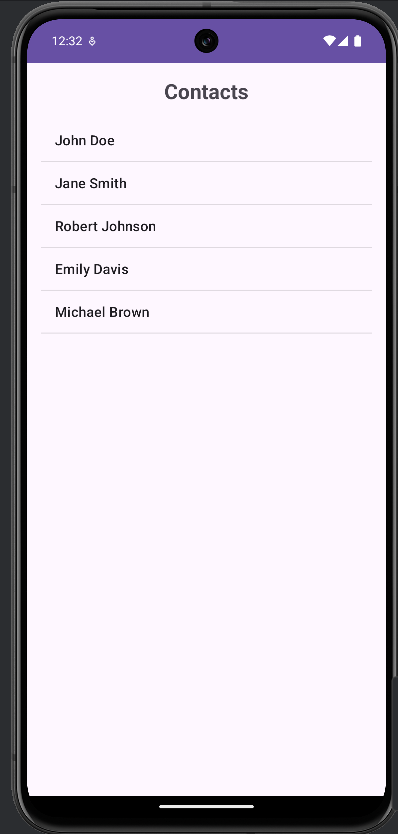 12:32
Contacts
John Doe
Jane Smith
Robert Johnson
Emily Davis
Michael Brown